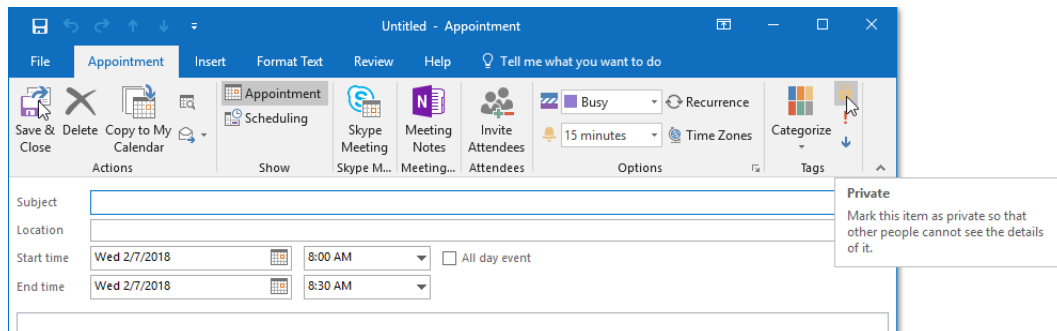 Untitled - Appointment
File Appointment Insert Format Text Review Help Tell me what you want to do
Appointment Busy Recurrence
Scheduling 15 minutes Time Zones
Save & Close Delete Copy to My Calendar Skype Meeting Meeting Notes Invite Attendees Categorize
Actions Show Skype M... Meeting... Attendees Options Tags
Subject
Location
Start time Wed 2/7/2018 8:00 AM All day event
End time Wed 2/7/2018 8:30 AM
Private
Mark this item as private so that
other people cannot see the details
of it.